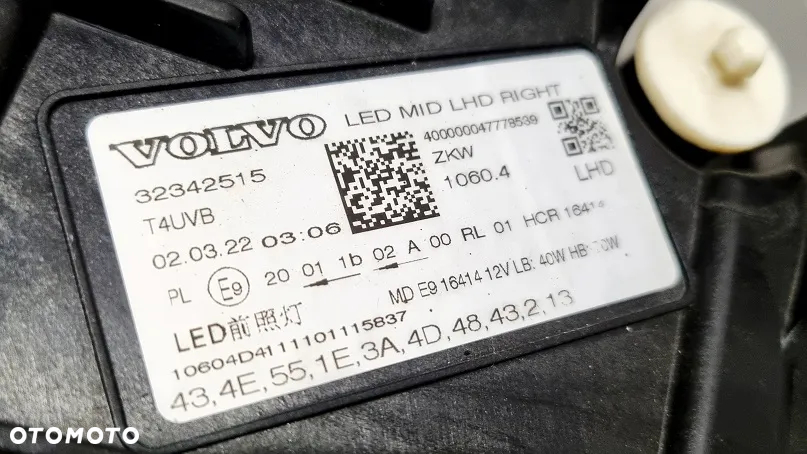 VOLVO LED MID LHD RIGHT
32342515 400000047778539
T4UVB ZKW
1060.4 LHD
02.03.22 03:06
PL E9 20 01 1b 02 A 00 RL 01 HCR 16414
MD E9 16414 12V LB: 40W HB:
LED前照灯
10604D4111101115837
43,4E,55,1E,3A,4D,48,43,2,13
OTOMOTO